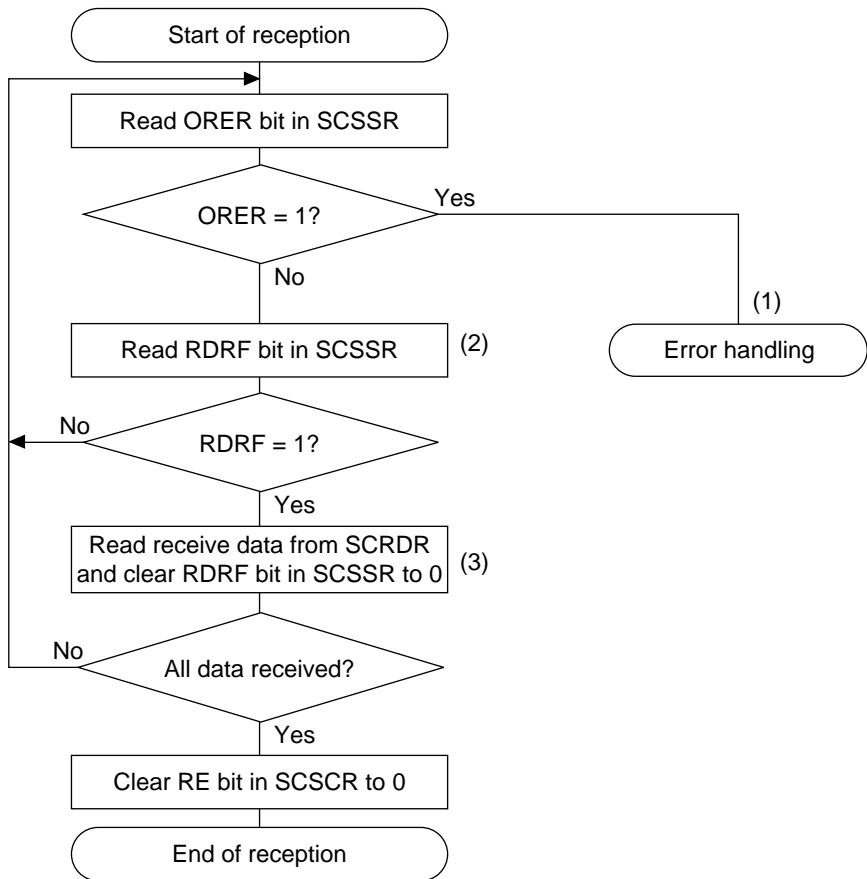 Start of reception
Read ORER bit in SCSSR
Yes
ORER = 1?
No
(1)
Read RDRF bit in SCSSR
(2)
Error handling
No
RDRF = 1?
Yes
Read receive data from SCRDR
and clear RDRF bit in SCSSR to 0
(3)
No
All data received?
Yes
Clear RE bit in SCSCR to 0
End of reception